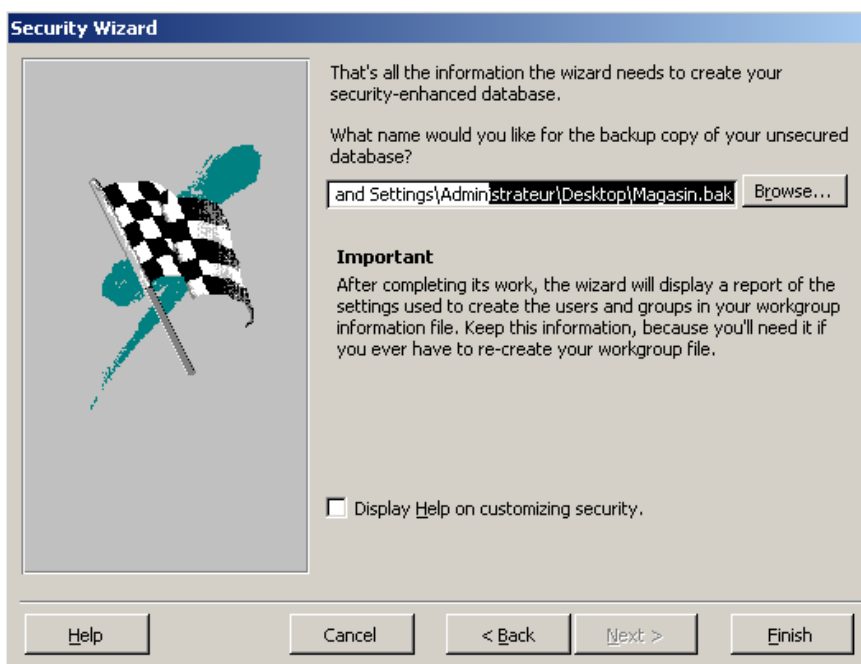 Security Wizard
That's all the information the wizard needs to create your
security-enhanced database.
What name would you like for the backup copy of your unsecured
database?
and Settings\Administrateur\Desktop\Magasin.bak
Browse...
Important
After completing its work, the wizard will display a report of the
settings used to create the users and groups in your workgroup
information file. Keep this information, because you'll need it if
you ever have to re-create your workgroup file.
Display Help on customizing security.
Help
Cancel
< Back
Next >
Finish